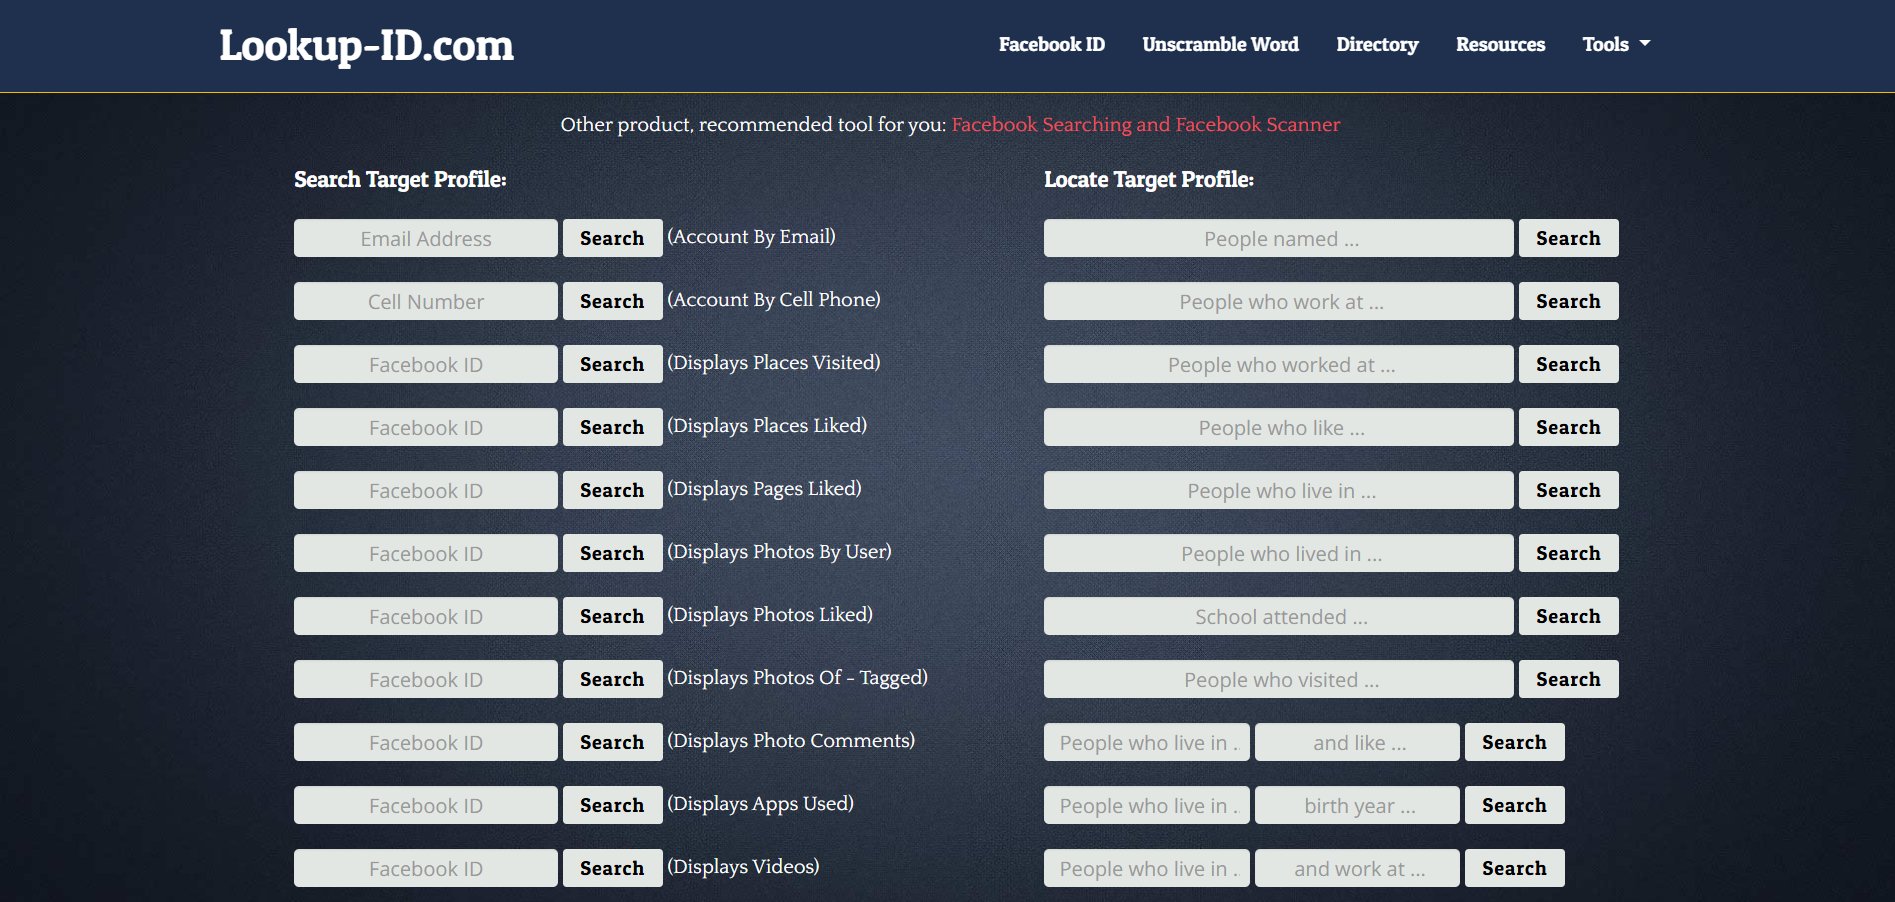 Lookup-ID.com
Facebook ID Unscramble Word Directory Resources Tools
Other product, recommended tool for you: Facebook Searching and Facebook Scanner
Search Target Profile:
Email Address Search (Account By Email)
Cell Number Search (Account By Cell Phone)
Facebook ID Search (Displays Places Visited)
Facebook ID Search (Displays Places Liked)
Facebook ID Search (Displays Pages Liked)
Facebook ID Search (Displays Photos By User)
Facebook ID Search (Displays Photos Liked)
Facebook ID Search (Displays Photos Of - Tagged)
Facebook ID Search (Displays Photo Comments)
Facebook ID Search (Displays Apps Used)
Facebook ID Search (Displays Videos)
Locate Target Profile:
People named ... Search
People who work at ... Search
People who worked at ... Search
People who like ... Search
People who live in ... Search
People who lived in ... Search
School attended ... Search
People who visited ... Search
People who live in .. and like ... Search
People who live in .. birth year ... Search
People who live in .. and work at ... Search